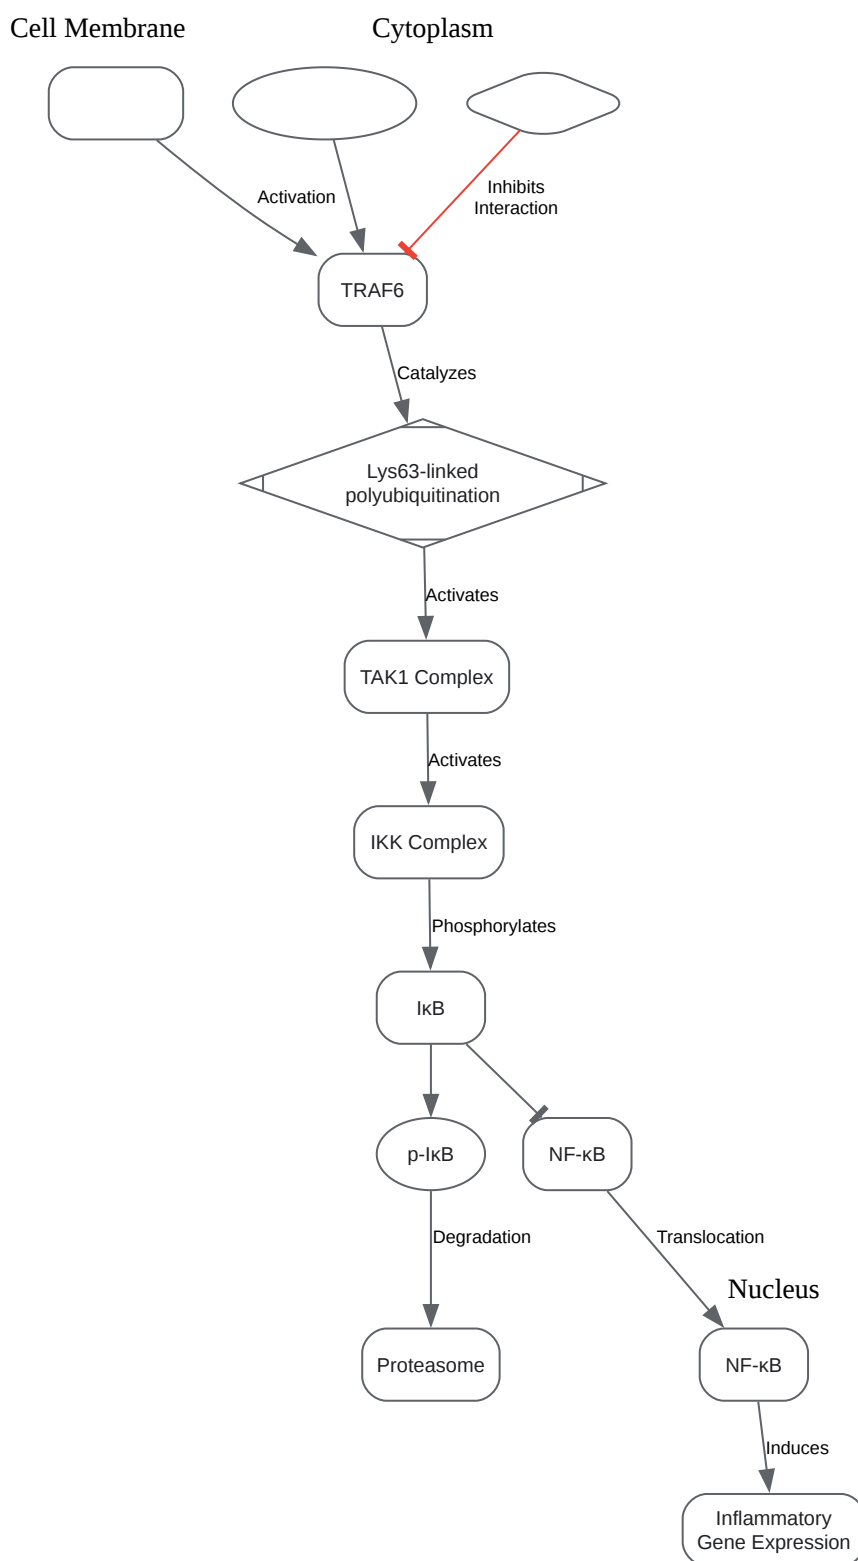 Cell Membrane
Cytoplasm
Activation
Inhibits
Interaction
TRAF6
Catalyzes
Lys63-linked
polyubiquitination
Activates
TAK1 Complex
Activates
IKK Complex
Phosphorylates
IκB
p-IκB
NF-κB
Degradation
Translocation
Nucleus
Proteasome
NF-κB
Induces
Inflammatory
Gene Expression